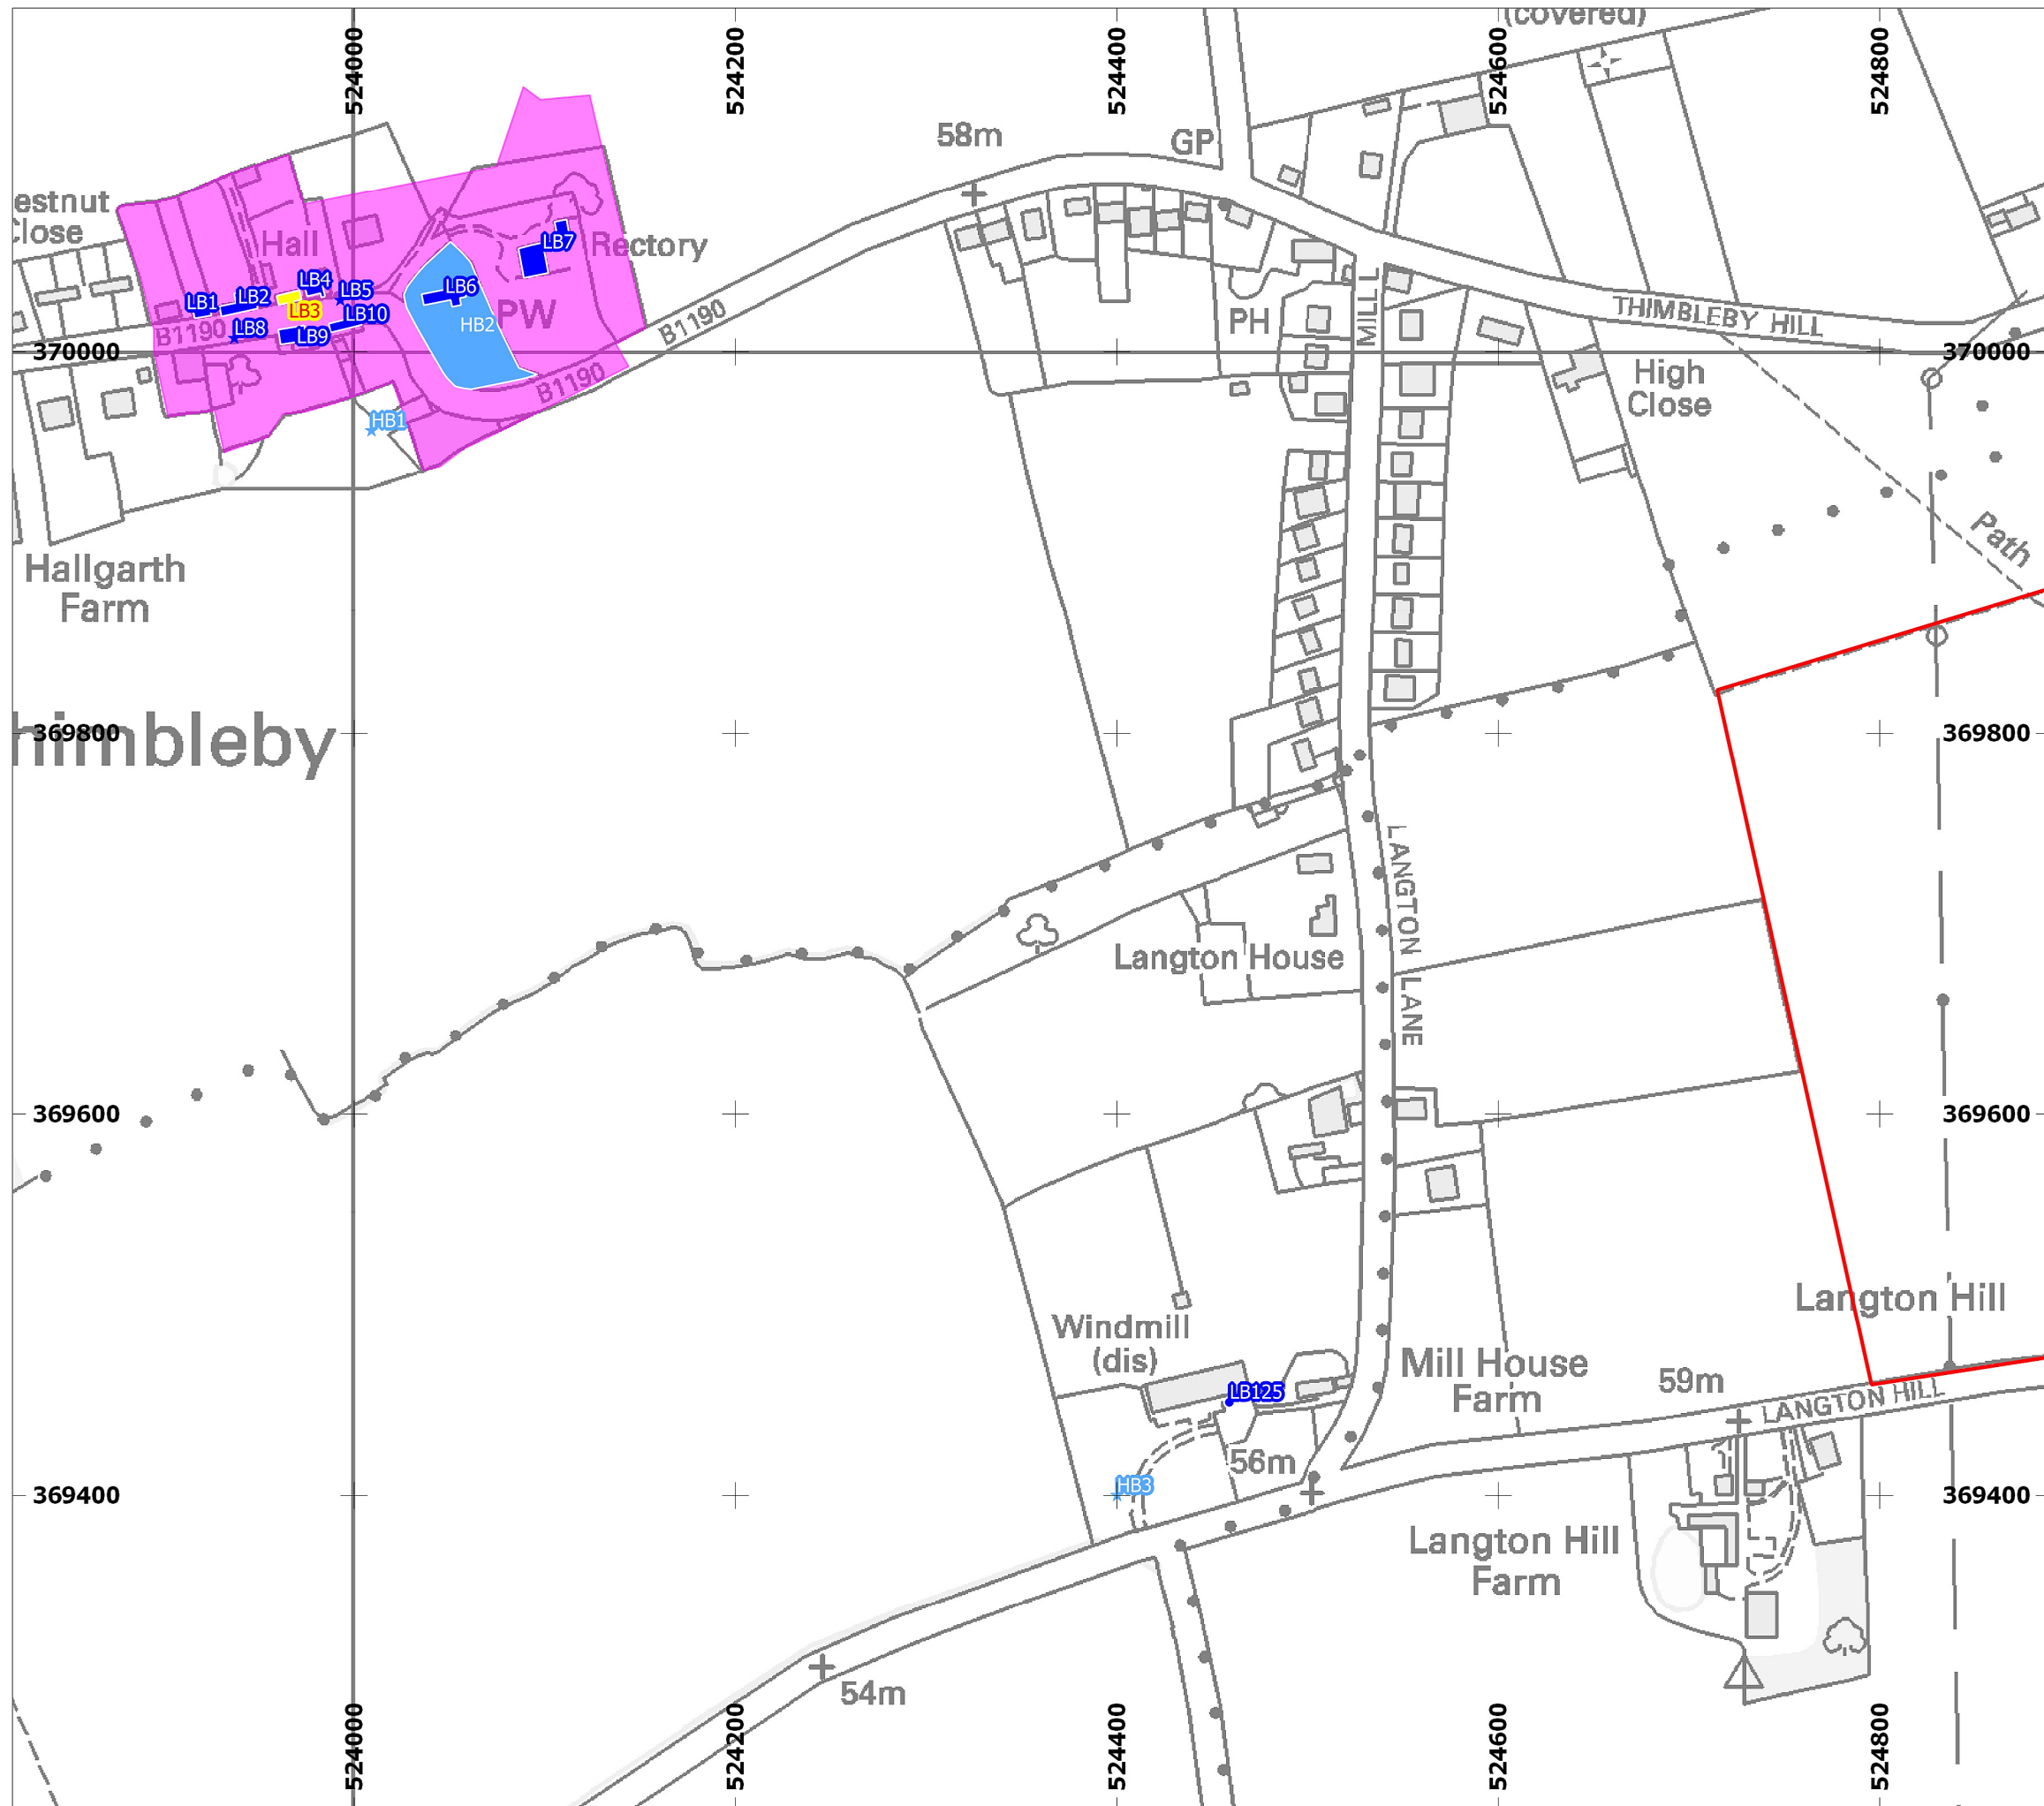 (covered)
524000
524200
524400
524600
524800
58m
GP
estnut
Close
Hall
Rectory
LB7
LB4
LB5
LB6
LB1
LB2
LB3
LB10
LB8
LB9
HB2
PW
B1190
B1190
B1190
PH
MILL L
THIMBLEBY HILL
370000
370000
High
Close
HB1
Path
Hallgarth
Farm
himbleby
369800
369800
LANGTON LANE
Langton House
369600
369600
Langton Hill
Windmill
(dis)
Mill House
Farm
59m
LB125
LANGTON HILL
56m
HB3
369400
369400
Langton Hill
Farm
54m
524000
524200
524400
524600
524800